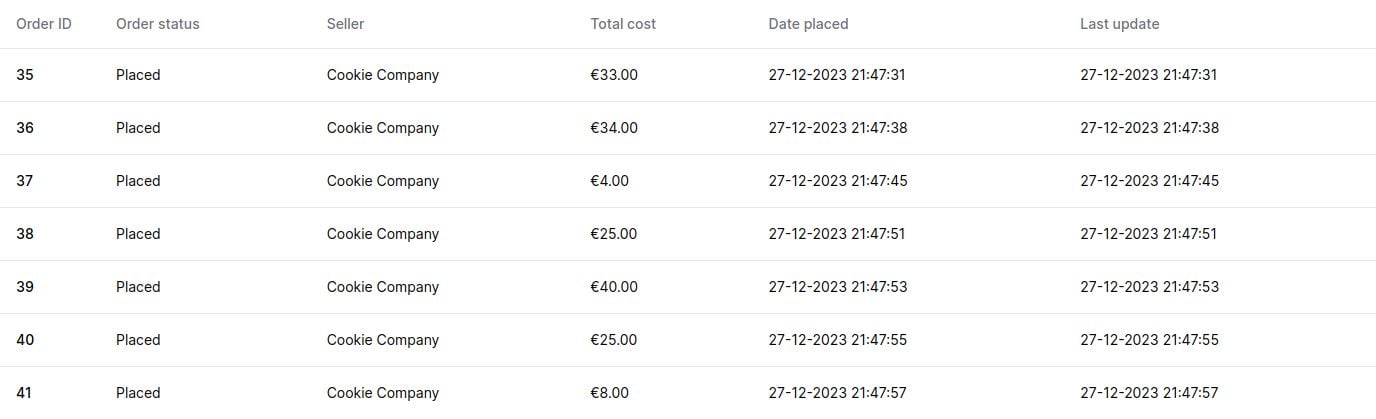 Order ID Order status Seller Total cost Date placed Last update
35 Placed Cookie Company €33.00 27-12-2023 21:47:31 27-12-2023 21:47:31
36 Placed Cookie Company €34.00 27-12-2023 21:47:38 27-12-2023 21:47:38
37 Placed Cookie Company €4.00 27-12-2023 21:47:45 27-12-2023 21:47:45
38 Placed Cookie Company €25.00 27-12-2023 21:47:51 27-12-2023 21:47:51
39 Placed Cookie Company €40.00 27-12-2023 21:47:53 27-12-2023 21:47:53
40 Placed Cookie Company €25.00 27-12-2023 21:47:55 27-12-2023 21:47:55
41 Placed Cookie Company €8.00 27-12-2023 21:47:57 27-12-2023 21:47:57